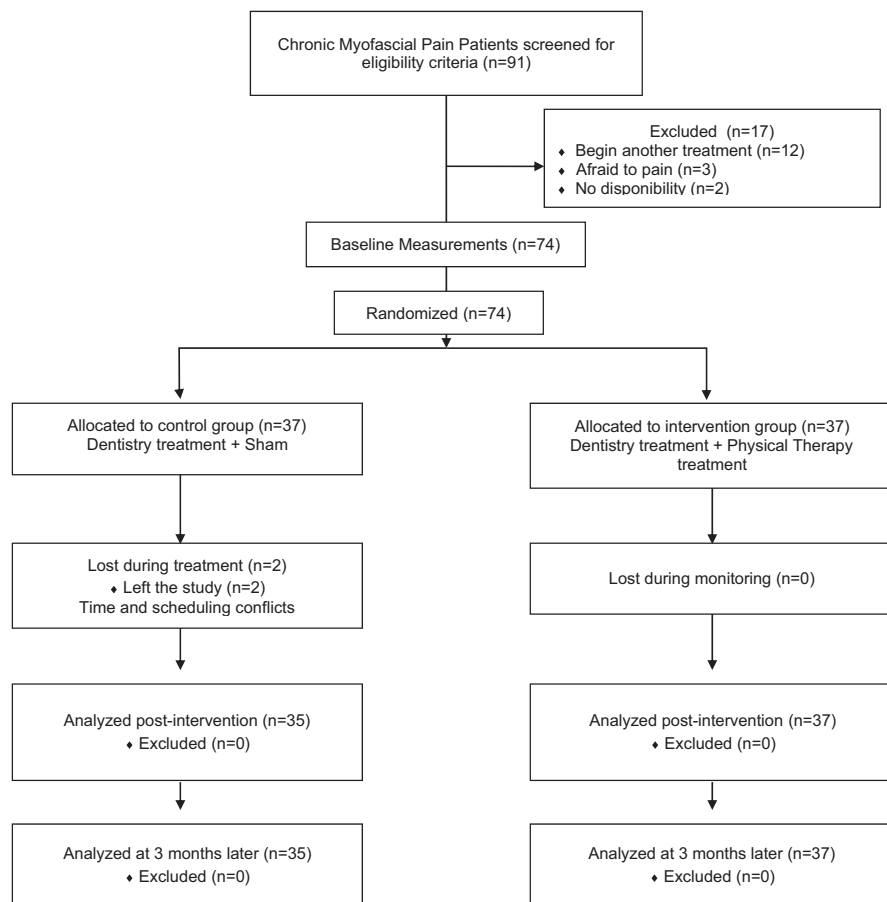 Chronic Myofascial Pain Patients screened for
eligibility criteria (n=91)
Excluded (n=17)
♦ Begin another treatment (n=12)
♦ Afraid to pain (n=3)
♦ No disponibility (n=2)
Baseline Measurements (n=74)
Randomized (n=74)
Allocated to control group (n=37)
Dentistry treatment + Sham
Allocated to intervention group (n=37)
Dentistry treatment + Physical Therapy
treatment
Lost during treatment (n=2)
♦ Left the study (n=2)
Time and scheduling conflicts
Lost during monitoring (n=0)
Analyzed post-intervention (n=35)
♦ Excluded (n=0)
Analyzed post-intervention (n=37)
♦ Excluded (n=0)
Analyzed at 3 months later (n=35)
♦ Excluded (n=0)
Analyzed at 3 months later (n=37)
♦ Excluded (n=0)